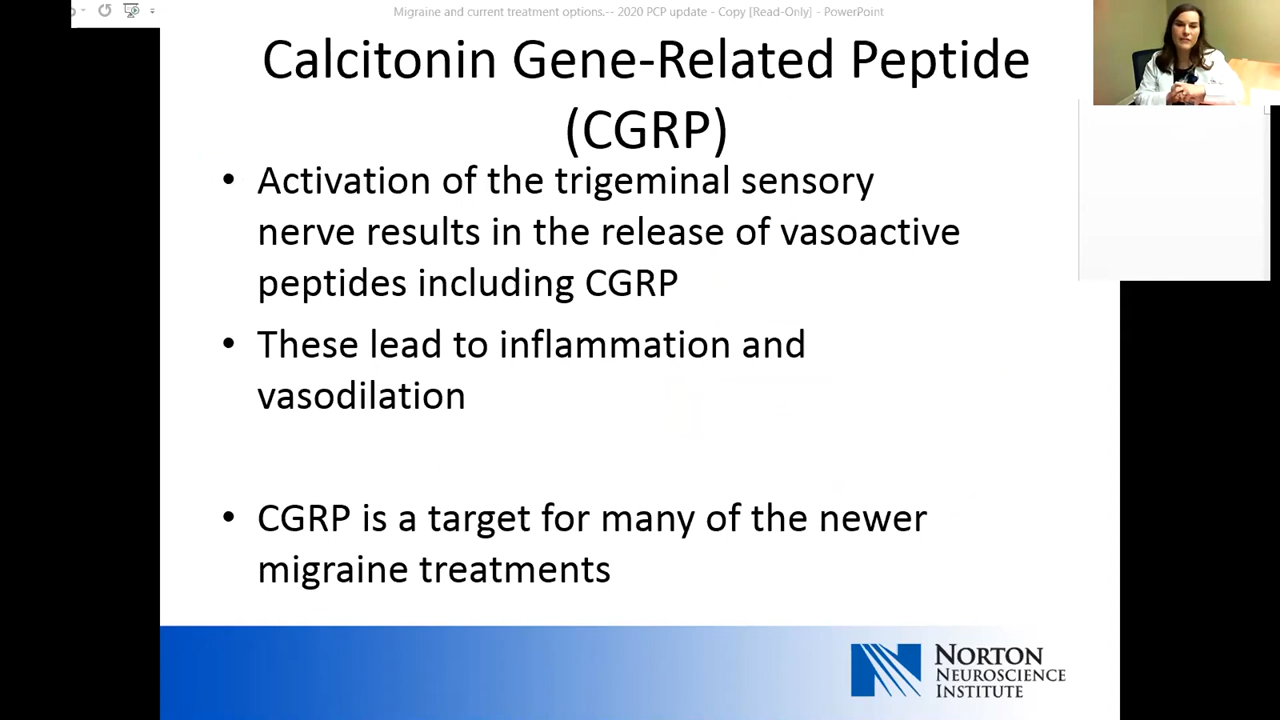 Migraine and current treatment options.-- 2020 PCP update - Copy [Read-Only] - PowerPoint
Calcitonin Gene-Related Peptide
(CGRP)
• Activation of the trigeminal sensory
nerve results in the release of vasoactive
peptides including CGRP
• These lead to inflammation and
vasodilation
• CGRP is a target for many of the newer
migraine treatments
NORTON
NEUROSCIENCE
INSTITUTE